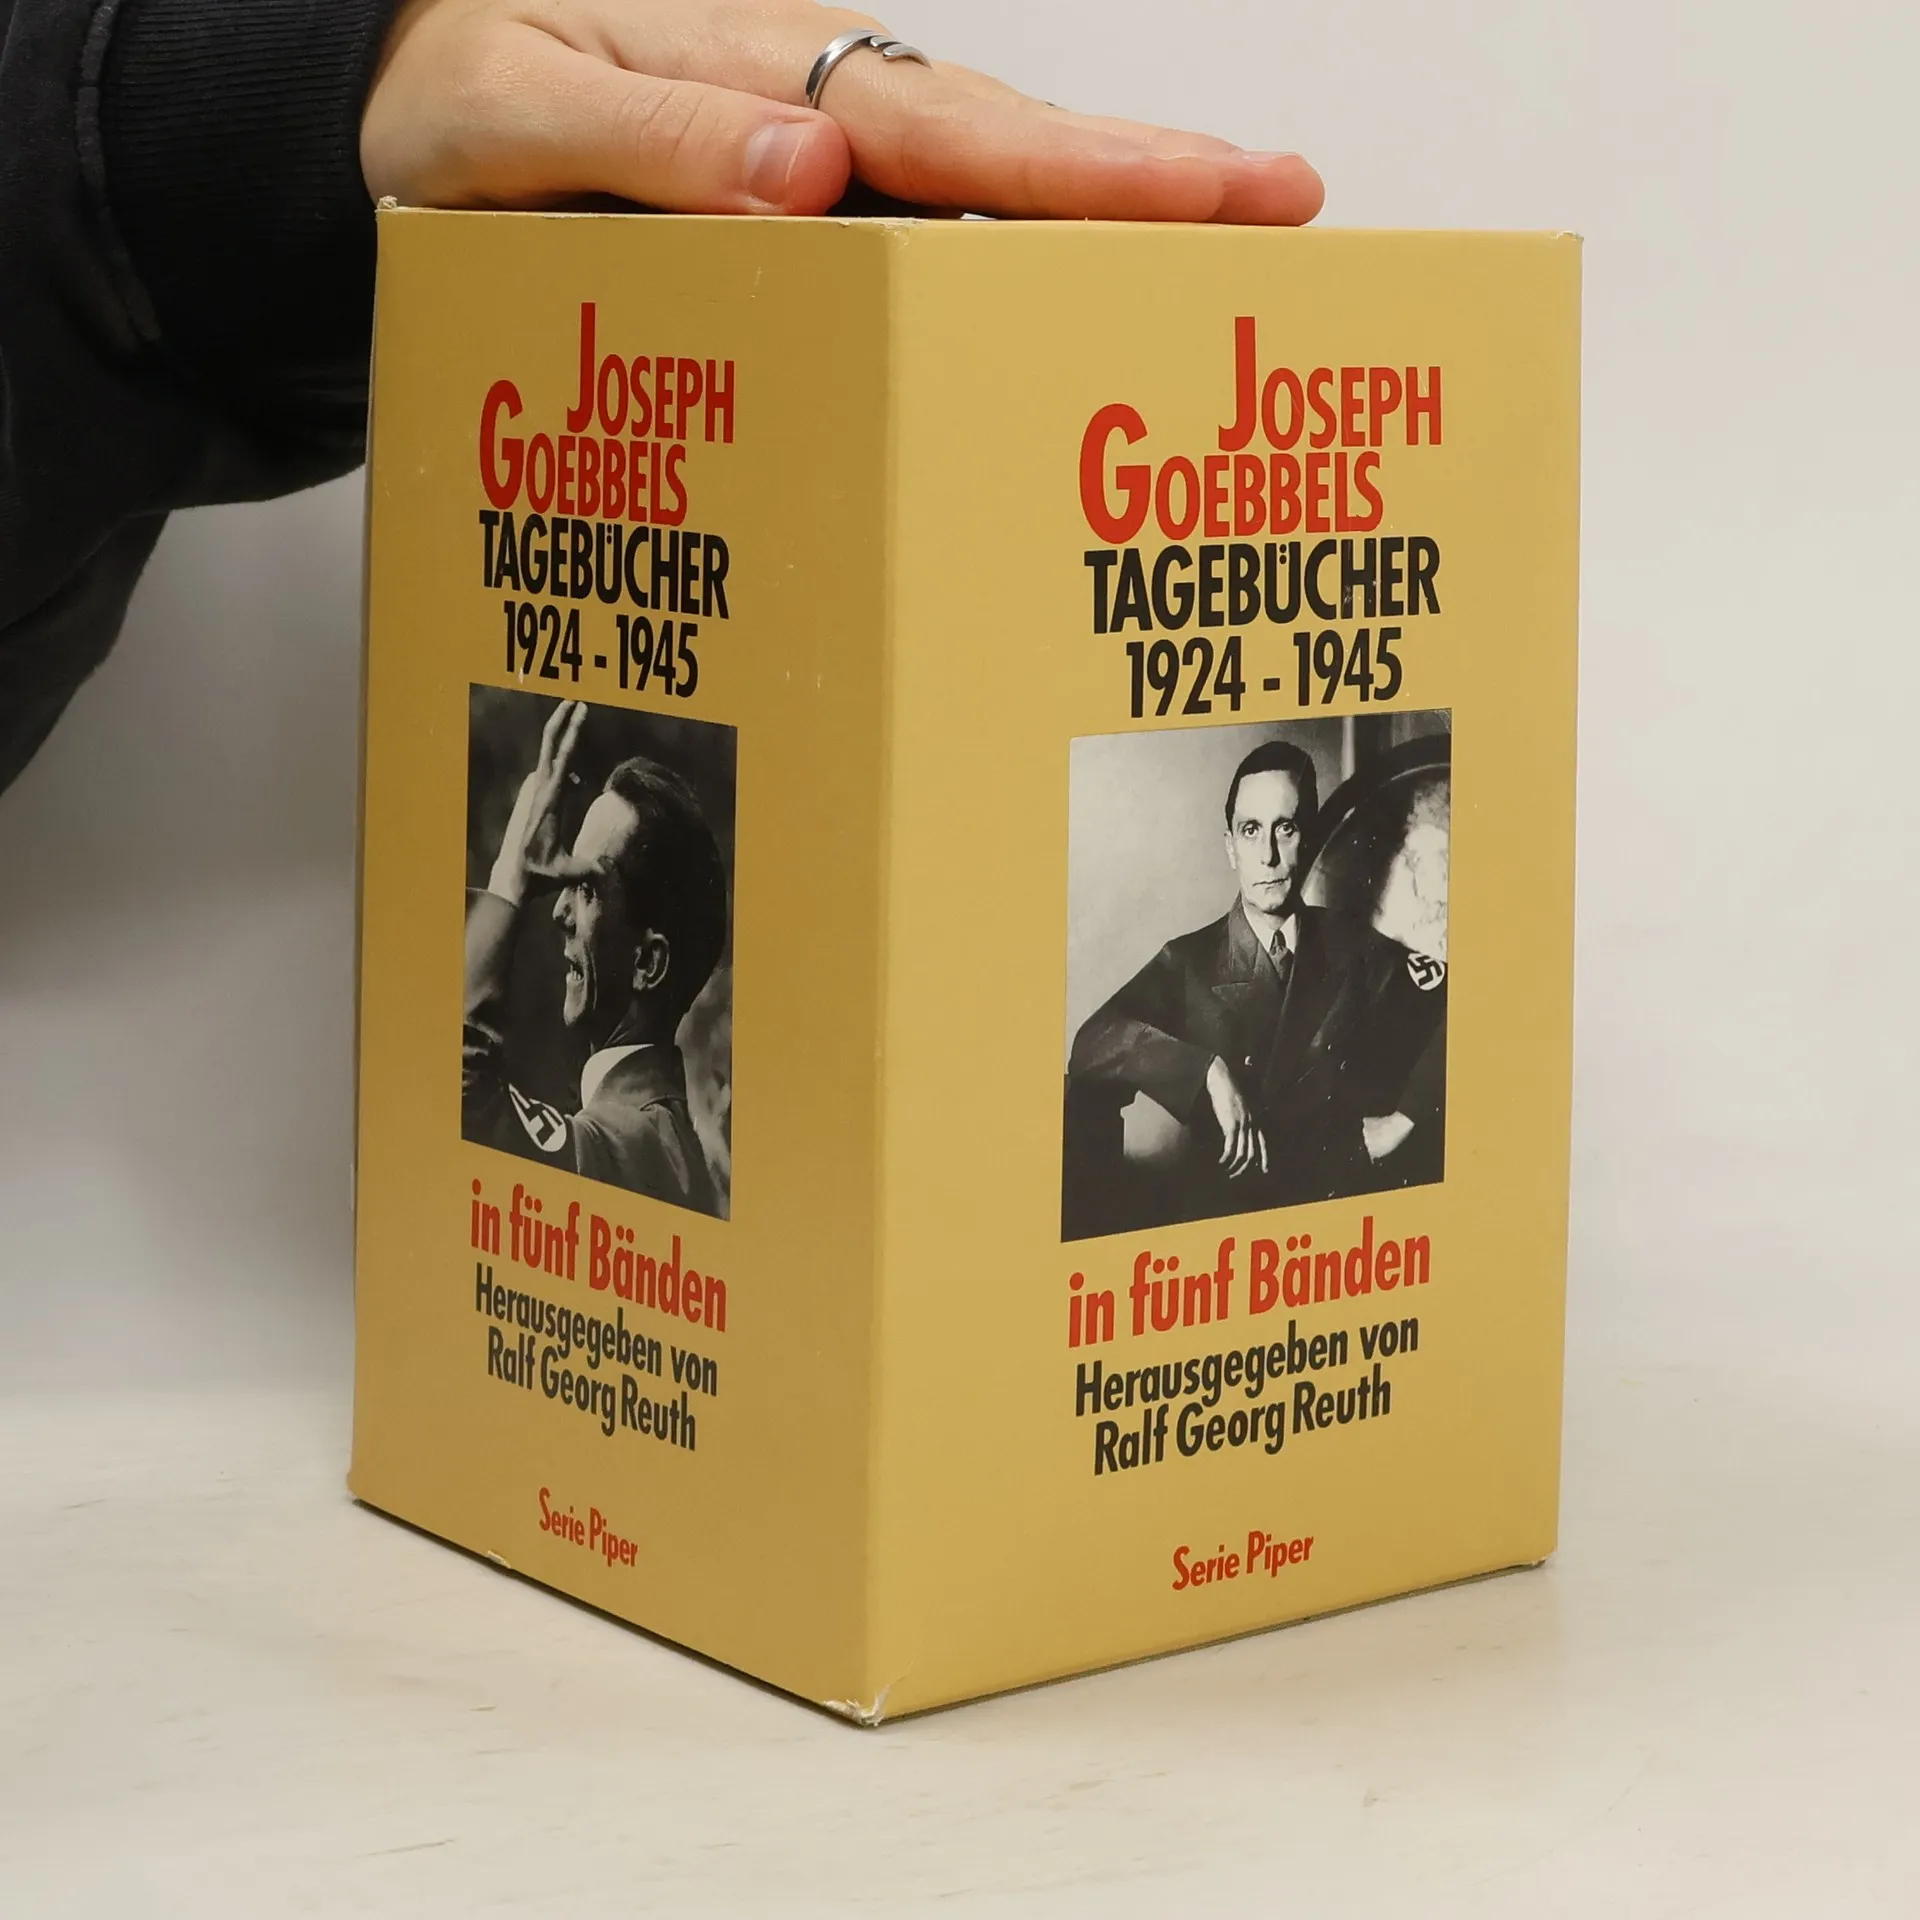 JOSEPH
GOEBBELS
TAGEBÜCHER
1924 - 1945
in fünf Bänden
Herausgegeben von
Ralf Georg Reuth
Serie Piper
JOSEPH
GOEBBELS
TAGEBÜCHER
1924 - 1945
in fünf Bänden
Herausgegeben von
Ralf Georg Reuth
Serie Piper